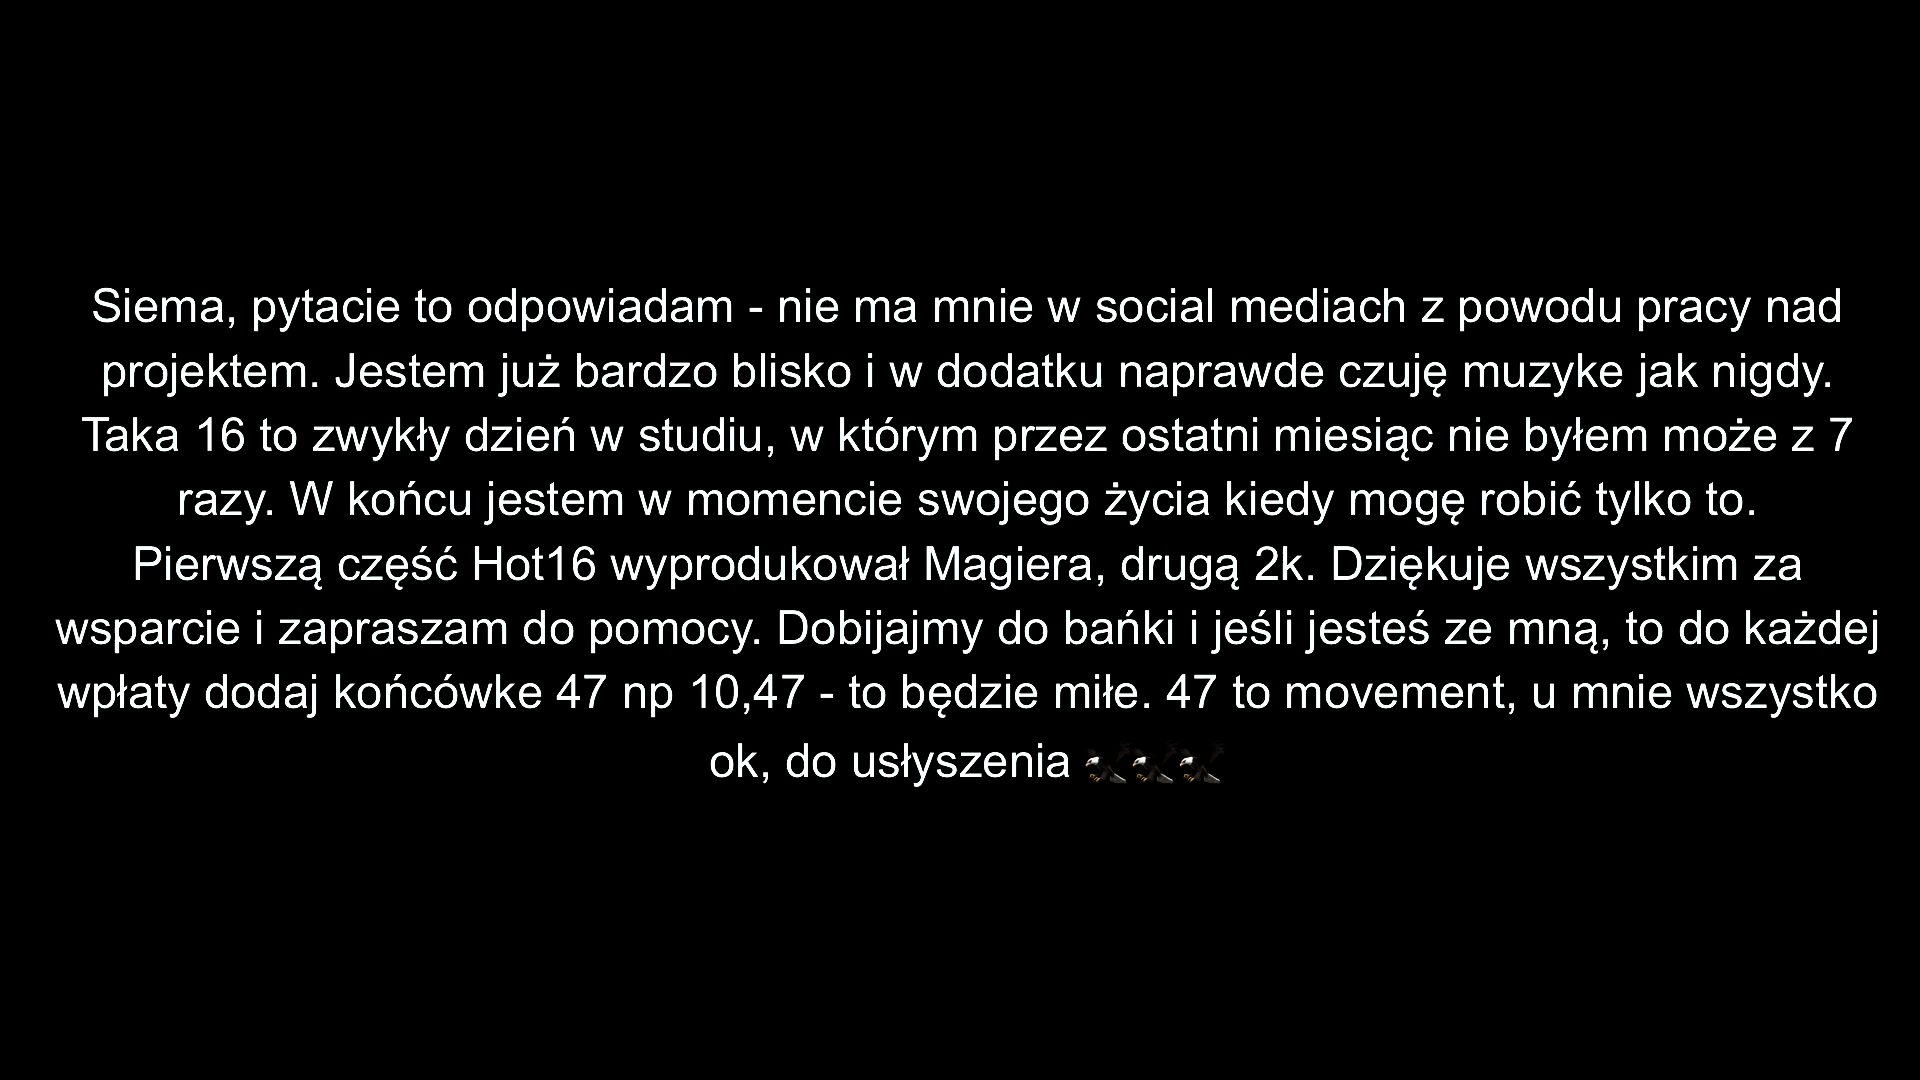 Siema, pytacie to odpowiadam - nie ma mnie w social mediach z powodu pracy nad
projektem. Jestem już bardzo blisko i w dodatku naprawde czuję muzyke jak nigdy.
Taka 16 to zwykły dzień w studiu, w którym przez ostatni miesiąc nie byłem może z 7
razy. W końcu jestem w momencie swojego życia kiedy mogę robić tylko to.
Pierwszą część Hot16 wyprodukował Magiera, drugą 2k. Dziękuje wszystkim za
wsparcie i zapraszam do pomocy. Dobijajmy do bańki i jeśli jesteś ze mną, to do każdej
wpłaty dodaj końcówke 47 np 10,47 - to będzie miłe. 47 to movement, u mnie wszystko
ok, do usłyszenia 🦅🦅🦅